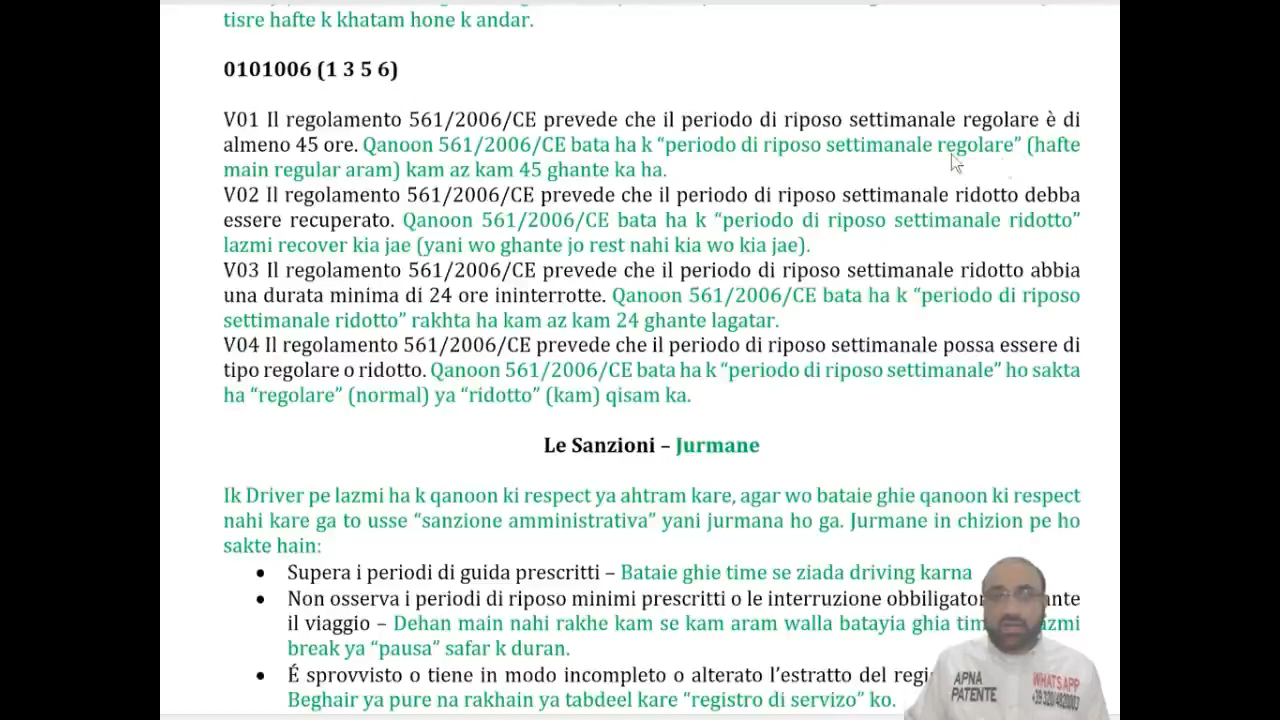 tisre hafte k khatam hone k andar.
0101006 (1 3 5 6)
V01 Il regolamento 561/2006/CE prevede che il periodo di riposo settimanale regolare è di
almeno 45 ore. Qanoon 561/2006/CE bata ha k “periodo di riposo settimanale regolare” (hafte
main regular aram) kam az kam 45 ghante ka ha.
V02 Il regolamento 561/2006/CE prevede che il periodo di riposo settimanale ridotto debba
essere recuperato. Qanoon 561/2006/CE bata ha k “periodo di riposo settimanale ridotto”
lazmi recover kia jae (yani wo ghante jo rest nahi kia wo kia jae).
V03 Il regolamento 561/2006/CE prevede che il periodo di riposo settimanale ridotto abbia
una durata minima di 24 ore ininterrotte. Qanoon 561/2006/CE bata ha k “periodo di riposo
settimanale ridotto” rakhta ha kam az kam 24 ghante lagatar.
V04 Il regolamento 561/2006/CE prevede che il periodo di riposo settimanale possa essere di
tipo regolare o ridotto. Qanoon 561/2006/CE bata ha k “periodo di riposo settimanale” ho sakta
ha “regolare” (normal) ya “ridotto” (kam) qisam ka.
Le Sanzioni – Jurmane
Ik Driver pe lazmi ha k qanoon ki respect ya ahtram kare, agar wo bataie ghie qanoon ki respect
nahi kare ga to usse “sanzione amministrativa” yani jurmana ho ga. Jurmane in chizion pe ho
sakte hain:
• Supera i periodi di guida prescritti – Bataie ghie time se ziada driving karna
• Non osserva i periodi di riposo minimi prescritti o le interruzione obbligator ante
il viaggio – Dehan main nahi rakhe kam se kam aram walla batayia ghia tim azmi
break ya “pausa” safar k duran.
• É sprovvisto o tiene in modo incompleto o alterato l’estratto del regi
Beghair ya pure na rakhain ya tabdeel kare “registro di servizo” ko.
APNA
PATENTE
WHATSAPP